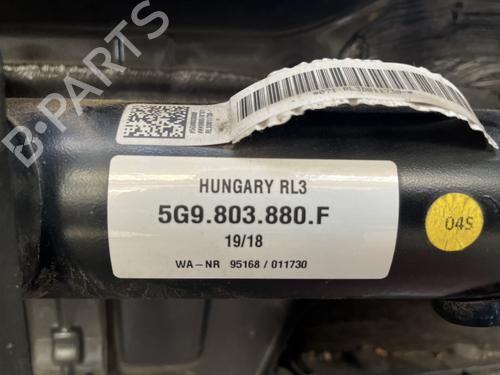 B-PARTS
HUNGARY RL3
5G9.803.880.F
19/18
WA-NR 95168 / 011730
04S